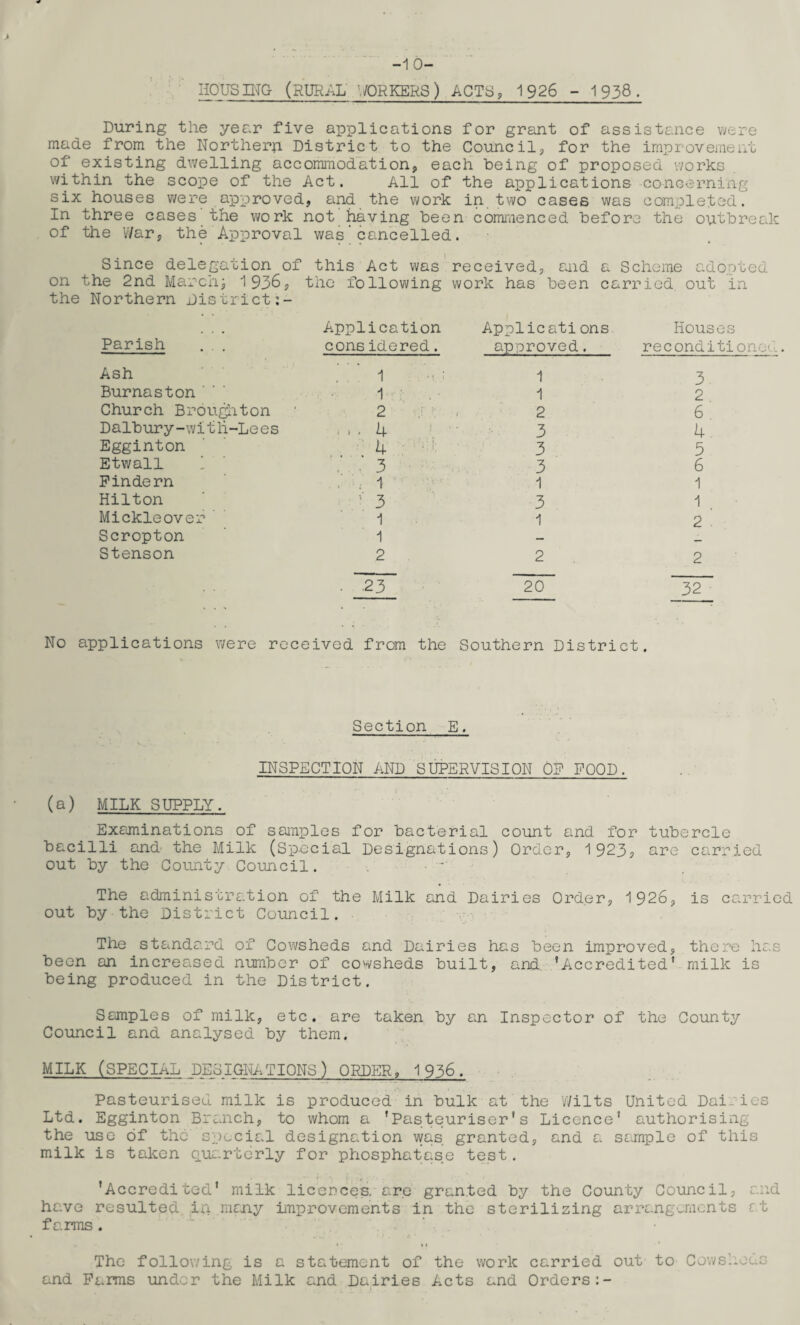 -10-
HOUSING (RURAL WORKERS) ACTS, 1926 - 1938.
During the year five applications for grant of assistance were
made from the Northern District to the Council, for the improvement
of existing dwelling accommodation, each being of proposed works
within the scope of the Act. All of the applications concerning
six houses were approved, and the work in two cases was completed.
In three cases the work not having been commenced before the outbreak
of the War, the Approval was cancelled.
Since delegation of this Act was received, and a Scheme adopted
on the 2nd March, 1936, the following work has been carried out in
the Northern District:-
Parish Application considered. Applications approved. Houses reconditioned.
Ash 1 1 3
Burnaston 1 1 2
Church Broughton 2 2 6
Dalbury-with-Lees 4 3 4
Egginton 4 3 5
Etwall 3 3 6
Findern 1 1 1
Hilton 3 3 1
Mickleover 1 1 2
Scropton 1 - -
Stenson 2 2 2
23 20 32
No applications were received from the Southern District.
Section E.
INSPECTION AND SUPERVISION OF FOOD.
(a) MILK SUPPLY.
Examinations of samples for bacterial count and for tubercle
bacilli and the Milk (Special Designations) Order, 1923, are carried
out by the County Council.
The administration of the Milk and Dairies Order, 1926, is carried
out by the District Council.
The standard of Cowsheds and Dairies has been improved, there has
been an increased number of cowsheds built, and 'Accredited' milk is
being produced in the District.
Samples of milk, etc. are taken by an Inspector of the County
Council and analysed by them.
MILK (SPECIAL DESIGNATIONS) ORDER, 1936.
Pasteurised milk is produced in bulk at the Wilts United Dairies
Ltd. Egginton Branch, to whom a 'Pasteuriser's Licence' authorising
the use of the special designation was granted, and a sample of this
milk is taken quarterly for phosphatase test.
'Accredited' milk licences are granted by the County Council, and
have resulted in many improvements in the sterilizing arrangements at
farms.
The following is a statement of the work carried out to Cowsheds
and Farms under the Milk and Dairies Acts and Orders:-